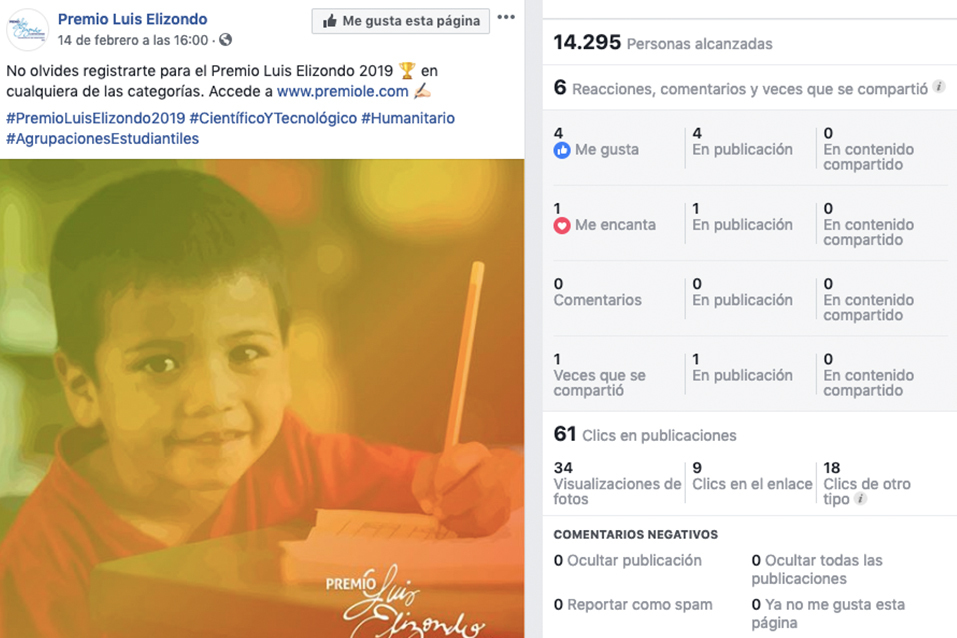 Premio Luis Elizondo
14 de febrero a las 16:00 ·
Me gusta esta página
No olvides registrarte para el Premio Luis Elizondo 2019 🏆 en
cualquiera de las categorías. Accede a www.premiole.com ✍🏻
#PremioLuisElizondo2019 #CientíficoYTecnológico #Humanitario
#AgrupacionesEstudiantiles
PREMIO Luis
Elizondo
14.295 Personas alcanzadas
6 Reacciones, comentarios y veces que se compartió
4
Me gusta
4
En publicación
0
En contenido
compartido
1
Me encanta
1
En publicación
0
En contenido
compartido
0
Comentarios
0
En publicación
0
En contenido
compartido
1
Veces que se
compartió
1
En publicación
0
En contenido
compartido
61 Clics en publicaciones
34
Visualizaciones de
fotos
9
Clics en el enlace
18
Clics de otro
tipo
COMENTARIOS NEGATIVOS
0 Ocultar publicación
0 Ocultar todas las
publicaciones
0 Reportar como spam
0 Ya no me gusta esta
página